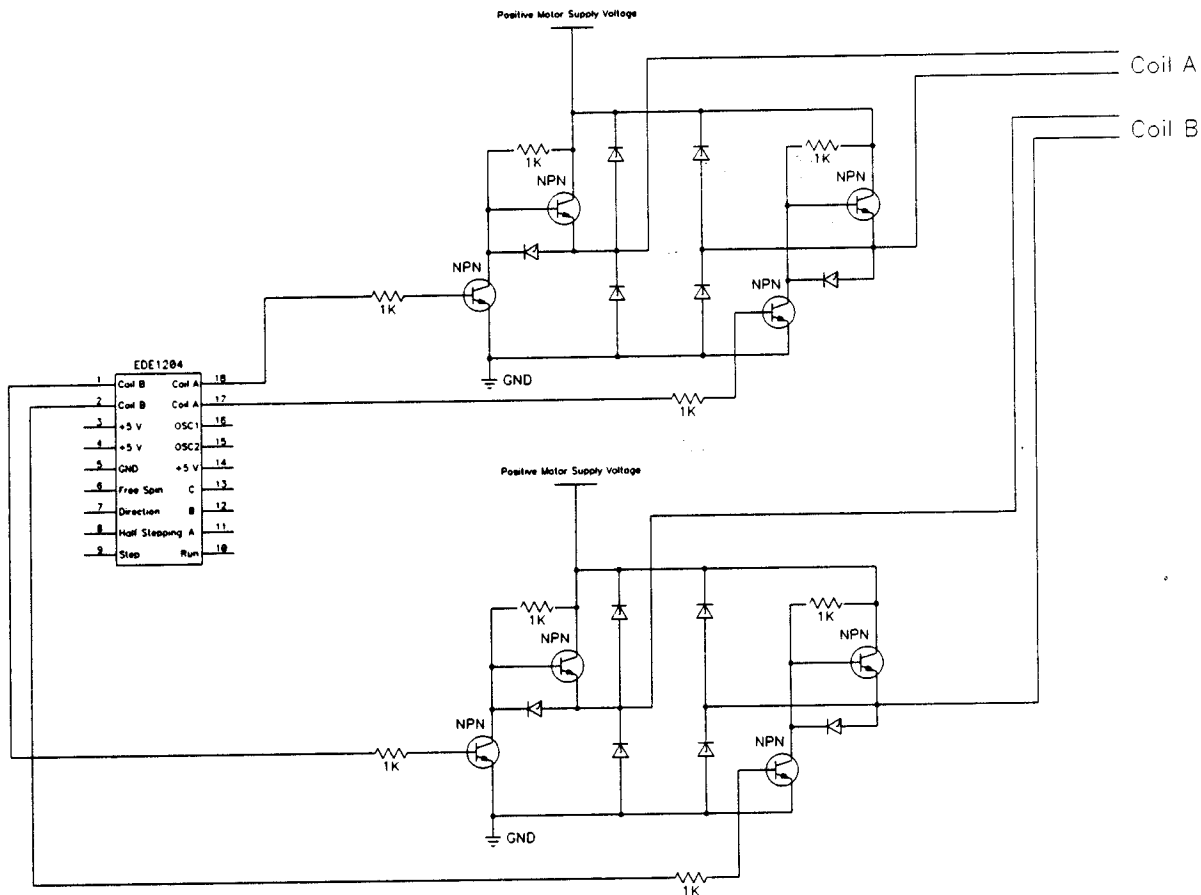 Positive Motor Supply Voltage
Coil A
Coil B
1K
1K
NPN
NPN
NPN
NPN
1K
GND
1K
EDE1204
1 Coil B Coil A 18
2 Coil B Coil A 17
3 +5 V OSC1 16
4 +5 V OSC2 15
5 GND +5 V 14
6 Free Spin C 13
7 Direction B 12
8 Half Stepping A 11
9 Step Run 10
Positive Motor Supply Voltage
1K
1K
NPN
NPN
NPN
NPN
1K
GND
1K